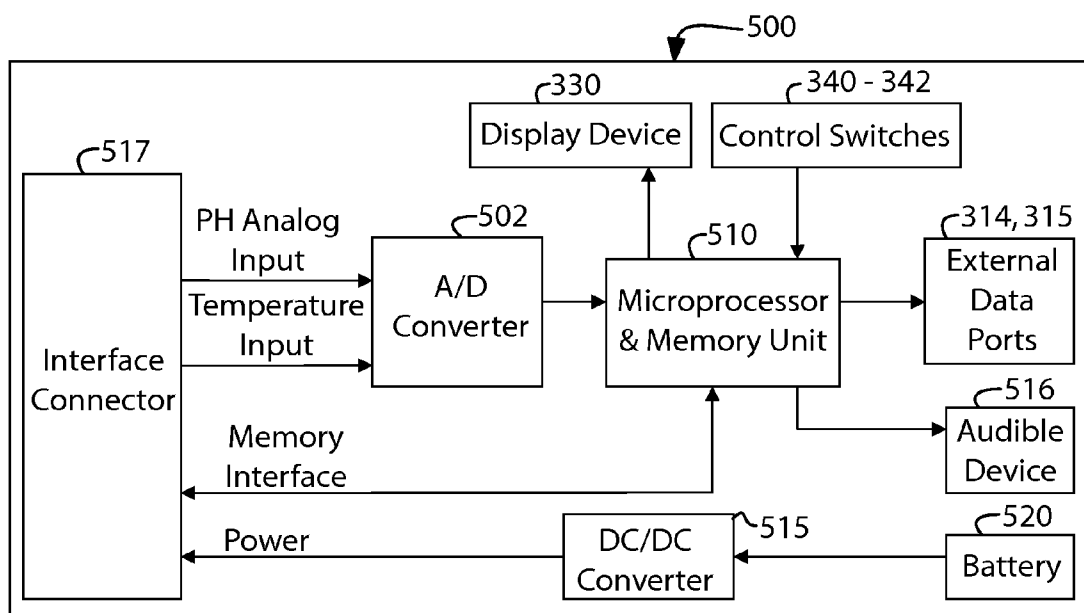 500
330
Display Device
340 - 342
Control Switches
517
Interface
Connector
PH Analog
Input
Temperature
Input
502
A/D
Converter
510
Microprocessor
& Memory Unit
314, 315
External
Data
Ports
516
Audible
Device
Memory
Interface
Power
515
DC/DC
Converter
520
Battery